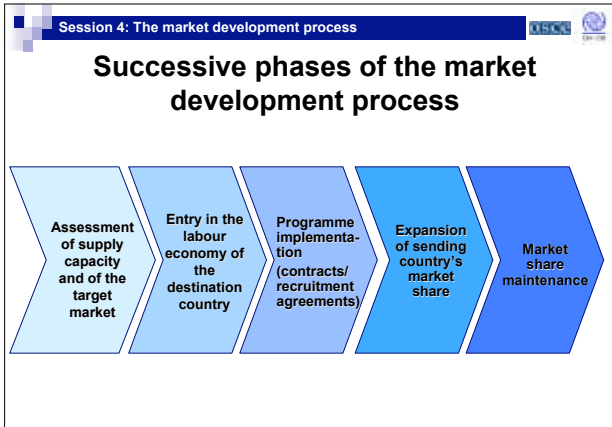 Session 4: The market development process
OSCE
Successive phases of the market
development process
Assessment
of supply
capacity
and of the
target
market
Entry in the
labour
economy of
the
destination
country
Programme
implementa-
tion
(contracts/
recruitment
agreements)
Expansion
of sending
country's
market
share
Market
share
maintenance